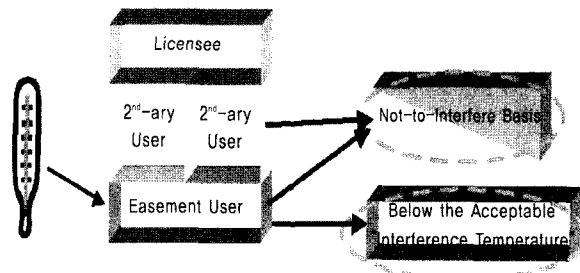 Licensee
2nd-ary 2nd-ary
User User
Easement User
Not-to-Interfere Basis
Below the Acceptable
Interference Temperature